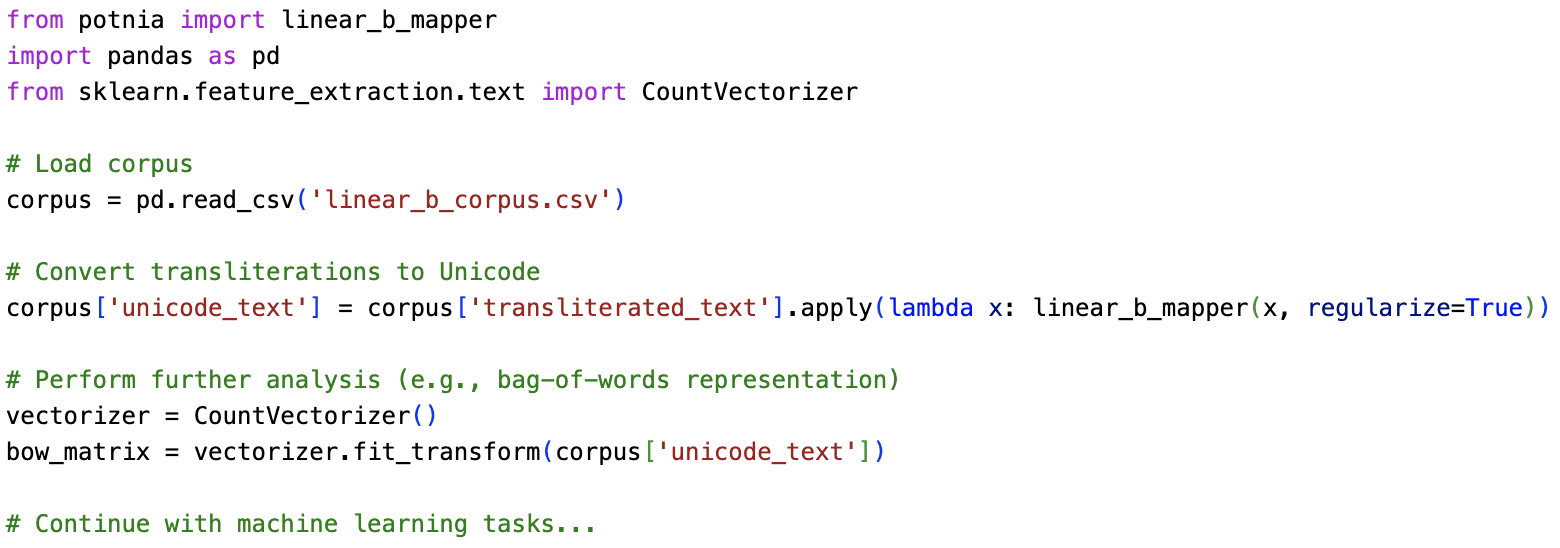 from potnia import linear_b_mapper
import pandas as pd
from sklearn.feature_extraction.text import CountVectorizer
# Load corpus
corpus = pd.read_csv('linear_b_corpus.csv')
# Convert transliterations to Unicode
corpus['unicode_text'] = corpus['transliterated_text'].apply(lambda x: linear_b_mapper(x, regularize=True))
# Perform further analysis (e.g., bag-of-words representation)
vectorizer = CountVectorizer()
bow_matrix = vectorizer.fit_transform(corpus['unicode_text'])
# Continue with machine learning tasks...